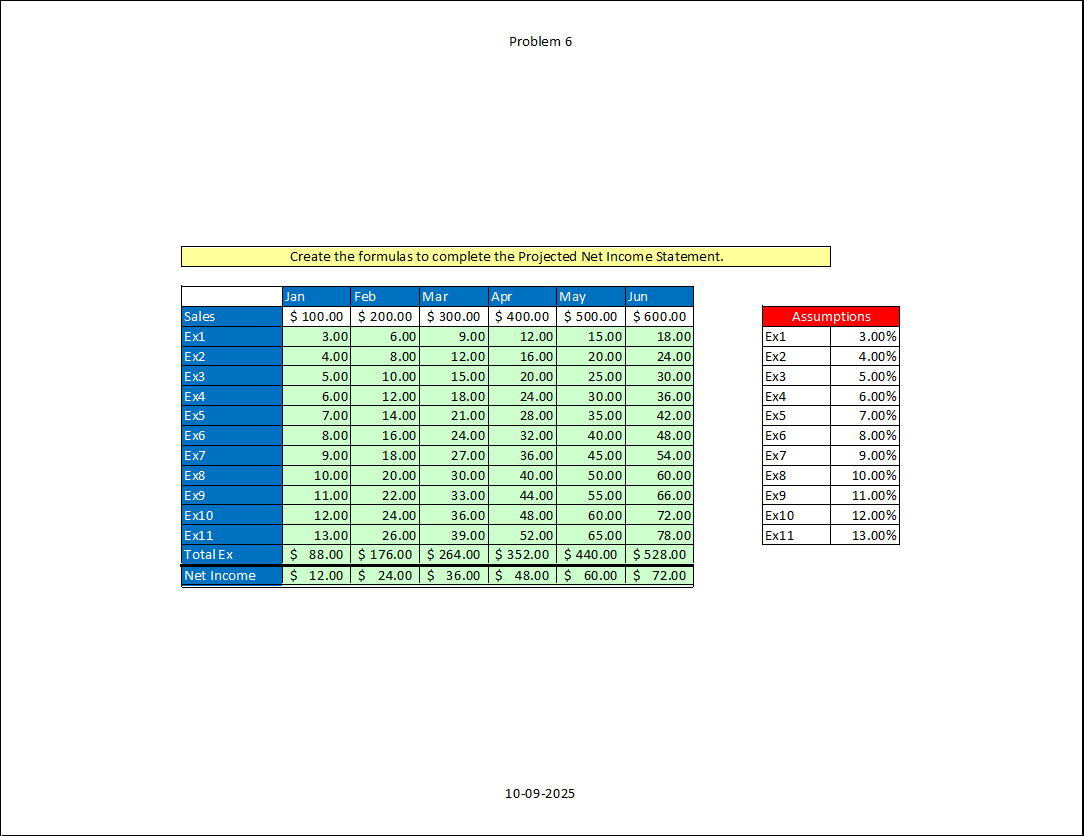 Problem 6
Create the formulas to complete the Projected Net Income Statement.
Jan Feb Mar Apr May Jun
Sales $ 100.00 $ 200.00 $ 300.00 $ 400.00 $ 500.00 $ 600.00
Ex1 3.00 6.00 9.00 12.00 15.00 18.00
Ex2 4.00 8.00 12.00 16.00 20.00 24.00
Ex3 5.00 10.00 15.00 20.00 25.00 30.00
Ex4 6.00 12.00 18.00 24.00 30.00 36.00
Ex5 7.00 14.00 21.00 28.00 35.00 42.00
Ex6 8.00 16.00 24.00 32.00 40.00 48.00
Ex7 9.00 18.00 27.00 36.00 45.00 54.00
Ex8 10.00 20.00 30.00 40.00 50.00 60.00
Ex9 11.00 22.00 33.00 44.00 55.00 66.00
Ex10 12.00 24.00 36.00 48.00 60.00 72.00
Ex11 13.00 26.00 39.00 52.00 65.00 78.00
Total Ex $ 88.00 $ 176.00 $ 264.00 $ 352.00 $ 440.00 $ 528.00
Net Income $ 12.00 $ 24.00 $ 36.00 $ 48.00 $ 60.00 $ 72.00
Assumptions
Ex1 3.00%
Ex2 4.00%
Ex3 5.00%
Ex4 6.00%
Ex5 7.00%
Ex6 8.00%
Ex7 9.00%
Ex8 10.00%
Ex9 11.00%
Ex10 12.00%
Ex11 13.00%
10-09-2025